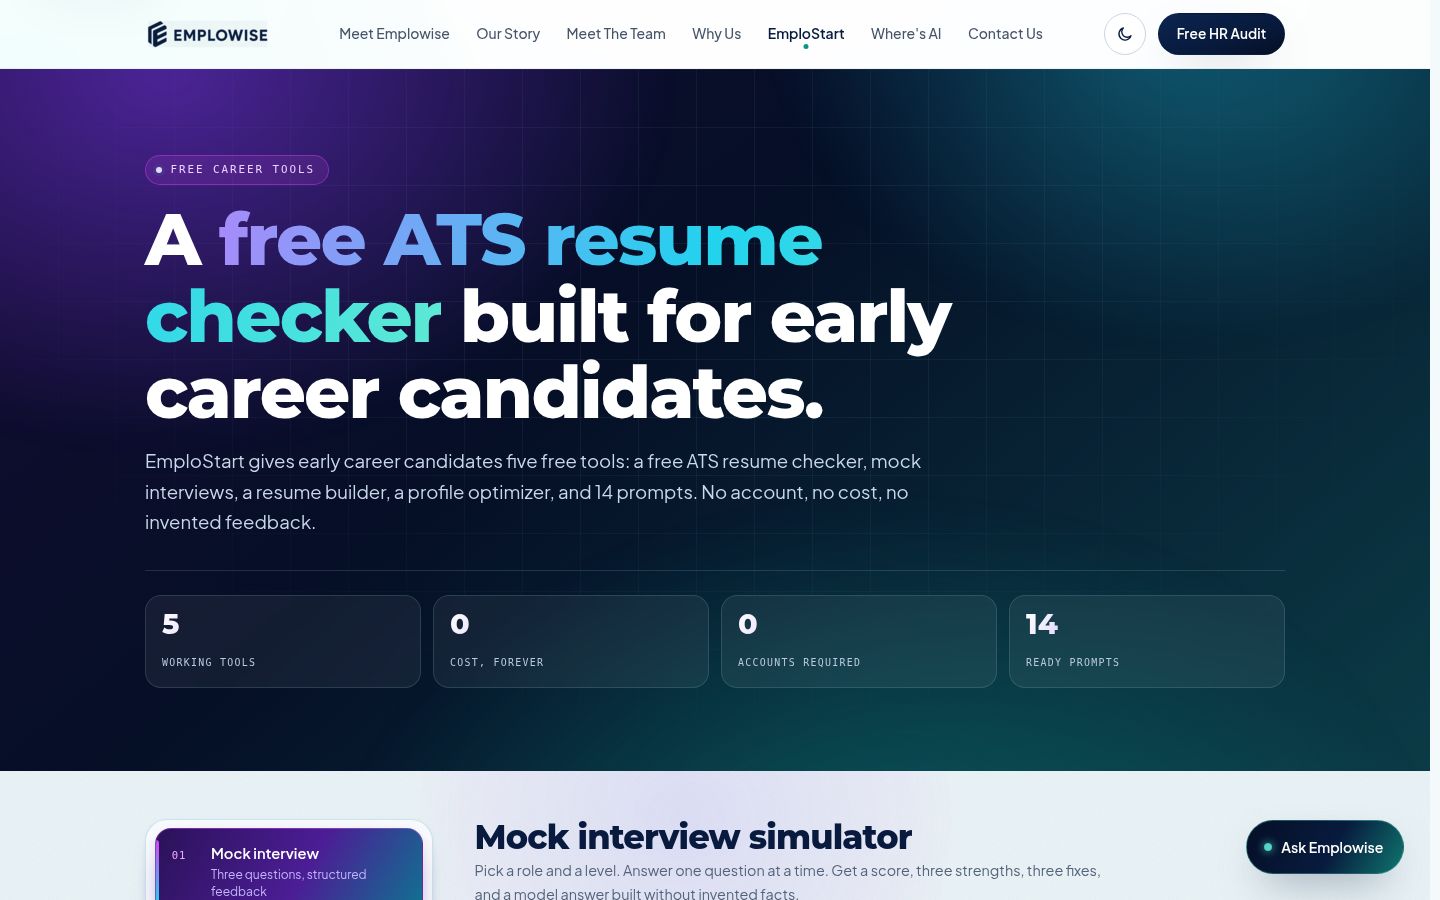 EMPLOWISE
Meet Emplowise
Our Story
Meet The Team
Why Us
EmploStart
Where's AI
Contact Us
Free HR Audit
FREE CAREER TOOLS
A free ATS resume
checker built for early
career candidates.
EmploStart gives early career candidates five free tools: a free ATS resume checker, mock
interviews, a resume builder, a profile optimizer, and 14 prompts. No account, no cost, no
invented feedback.
5
WORKING TOOLS
0
COST, FOREVER
0
ACCOUNTS REQUIRED
14
READY PROMPTS
01
Mock interview
Three questions, structured
feedback
Mock interview simulator
Pick a role and a level. Answer one question at a time. Get a score, three strengths, three fixes,
and a model answer built without invented facts.
Ask Emplowise